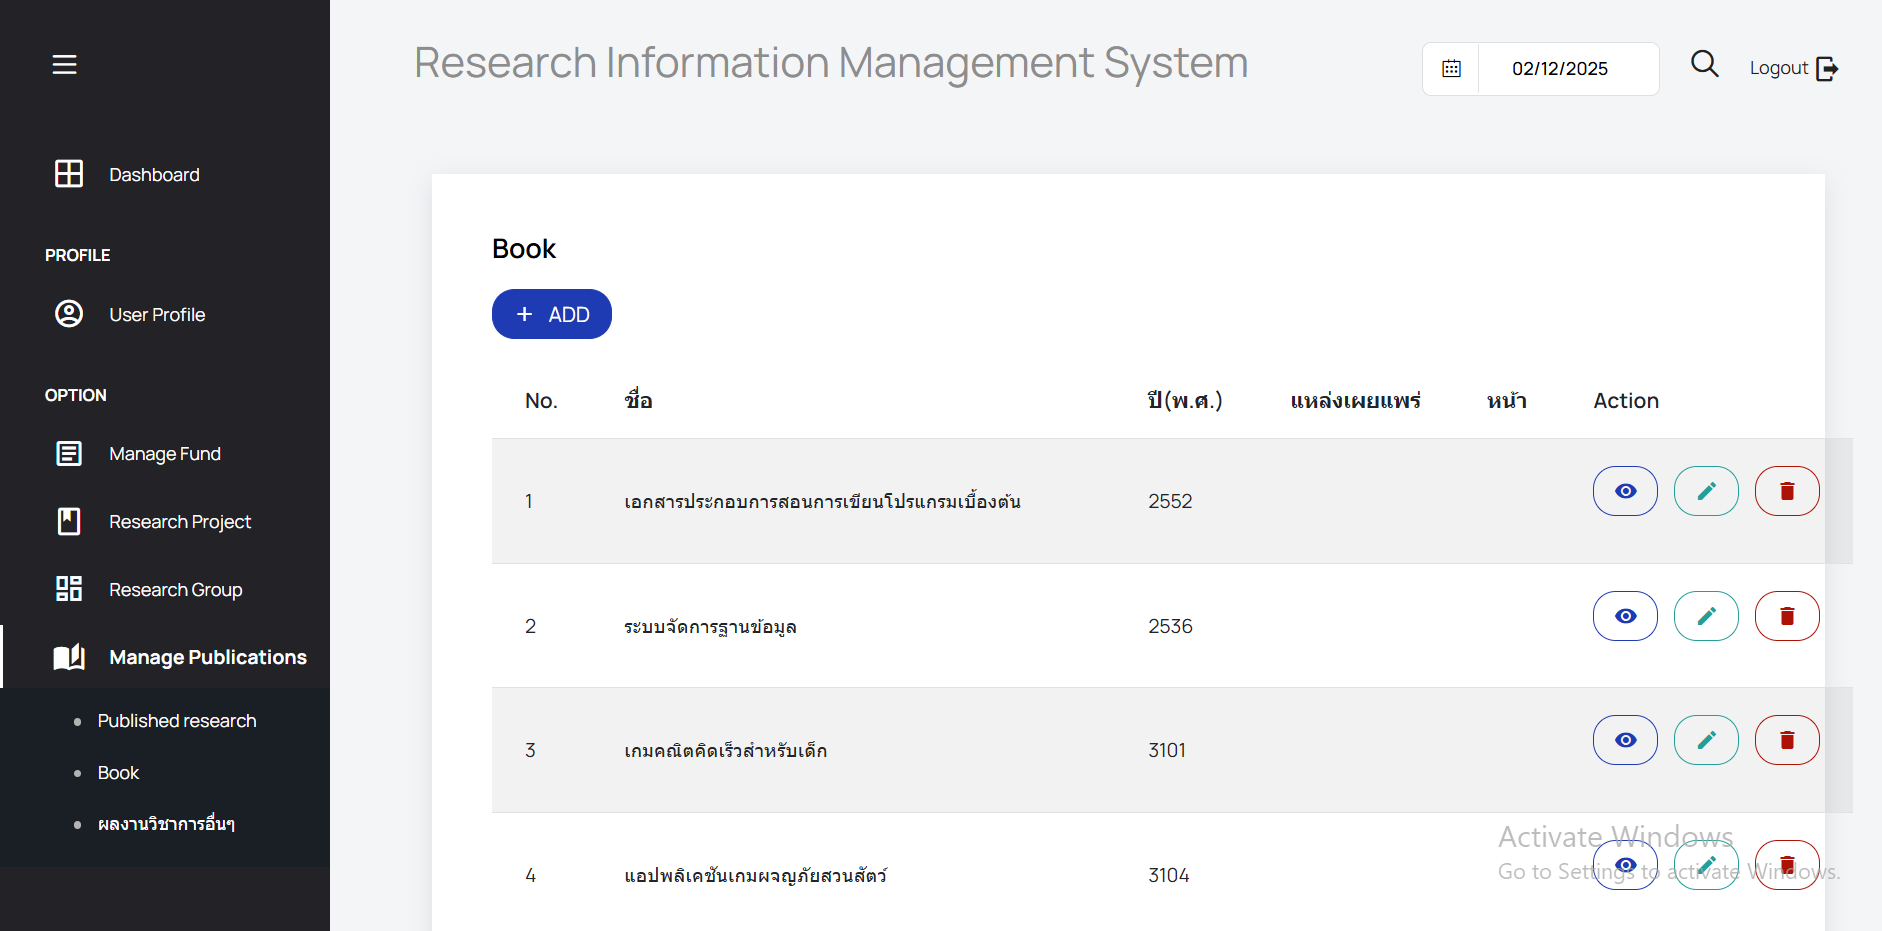 Research Information Management System
02/12/2025
Logout
Dashboard
PROFILE
User Profile
OPTION
Manage Fund
Research Project
Research Group
Manage Publications
Published research
Book
ผลงานวิชาการอื่นๆ
Book
+ ADD
No. ชื่อ ปี(พ.ศ.) แหล่งเผยแพร่ หน้า Action
1 เอกสารประกอบการสอนการเขียนโปรแกรมเบื้องต้น 2552
2 ระบบจัดการฐานข้อมูล 2536
3 เกมคณิตคิดเร็วสำหรับเด็ก 3101
4 แอปพลิเคชันเกมผจญภัยสวนสัตว์ 3104
Activate Windows
Go to Settings to activate Windows.